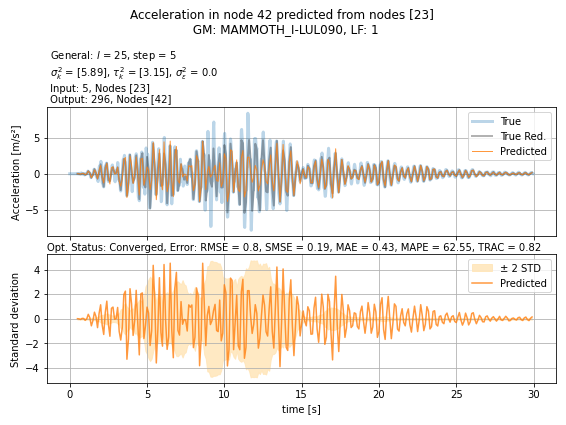 Acceleration in node 42 predicted from nodes [23]
GM: MAMMOTH_I-LUL090, LF: 1
General: l = 25, step = 5
σ²ₖ = [5.89], τ²ₖ = [3.15], σ²ε = 0.0
Input: 5, Nodes [23]
Output: 296, Nodes [42]
True
True Red.
Predicted
Acceleration [m/s²]
5
0
−5
Opt. Status: Converged, Error: RMSE = 0.8, SMSE = 0.19, MAE = 0.43, MAPE = 62.55, TRAC = 0.82
± 2 STD
Predicted
Standard deviation
4
2
0
−2
−4
0 5 10 15 20 25 30
time [s]